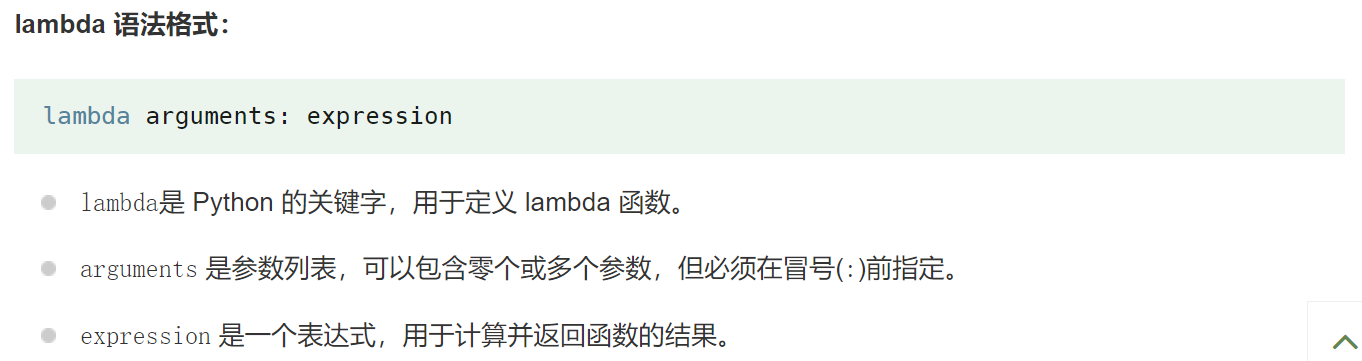 lambda 语法格式：
lambda arguments: expression
lambda是 Python 的关键字，用于定义 lambda 函数。
arguments 是参数列表，可以包含零个或多个参数，但必须在冒号(:)前指定。
expression 是一个表达式，用于计算并返回函数的结果。